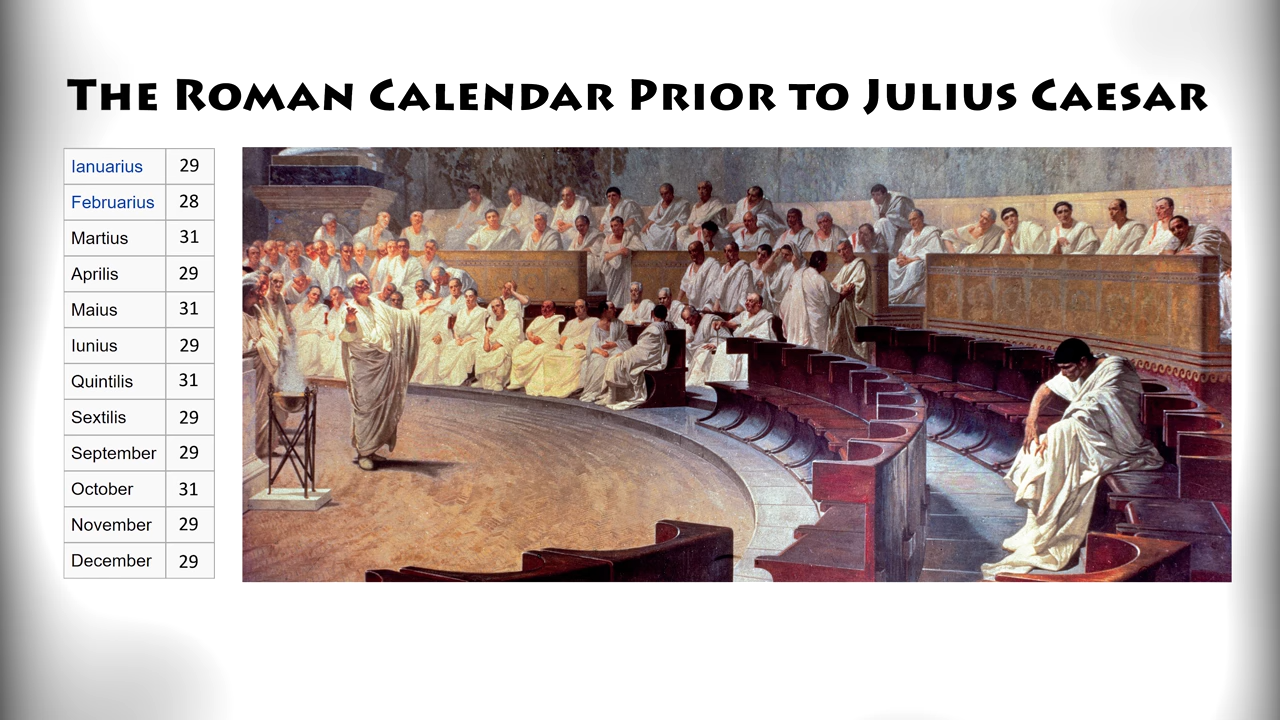 The Roman Calendar Prior to Julius Caesar
Ianuarius 29
Februarius 28
Martius 31
Aprilis 29
Maius 31
Iunius 29
Quintilis 31
Sextilis 29
September 29
October 31
November 29
December 29